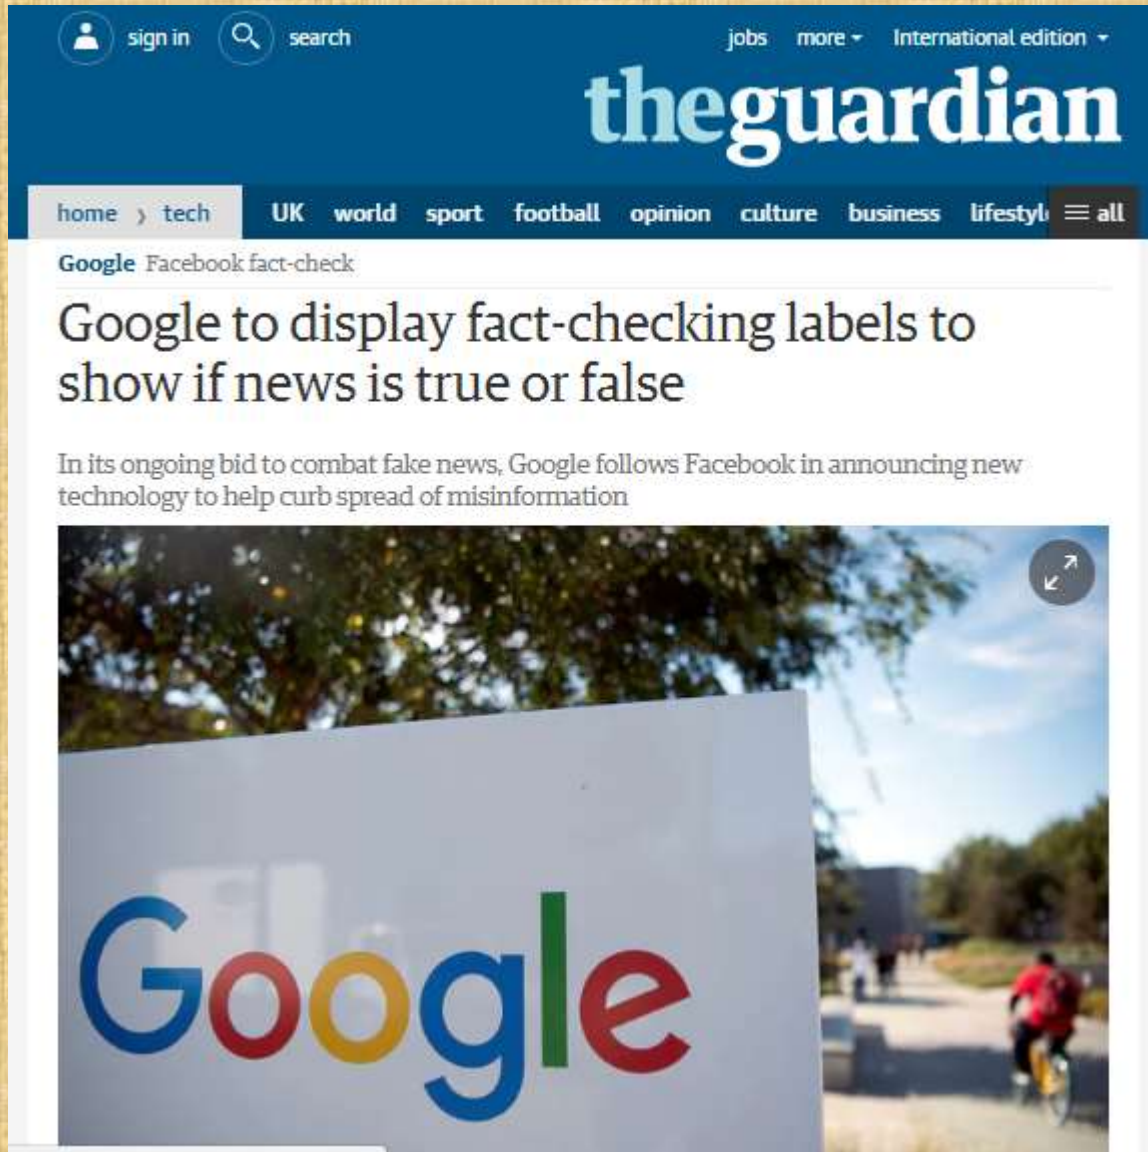 sign in search jobs more International edition
theguardian
home › tech UK world sport football opinion culture business lifestyl all
Google Facebook fact-check
Google to display fact-checking labels to
show if news is true or false
In its ongoing bid to combat fake news, Google follows Facebook in announcing new
technology to help curb spread of misinformation
Google